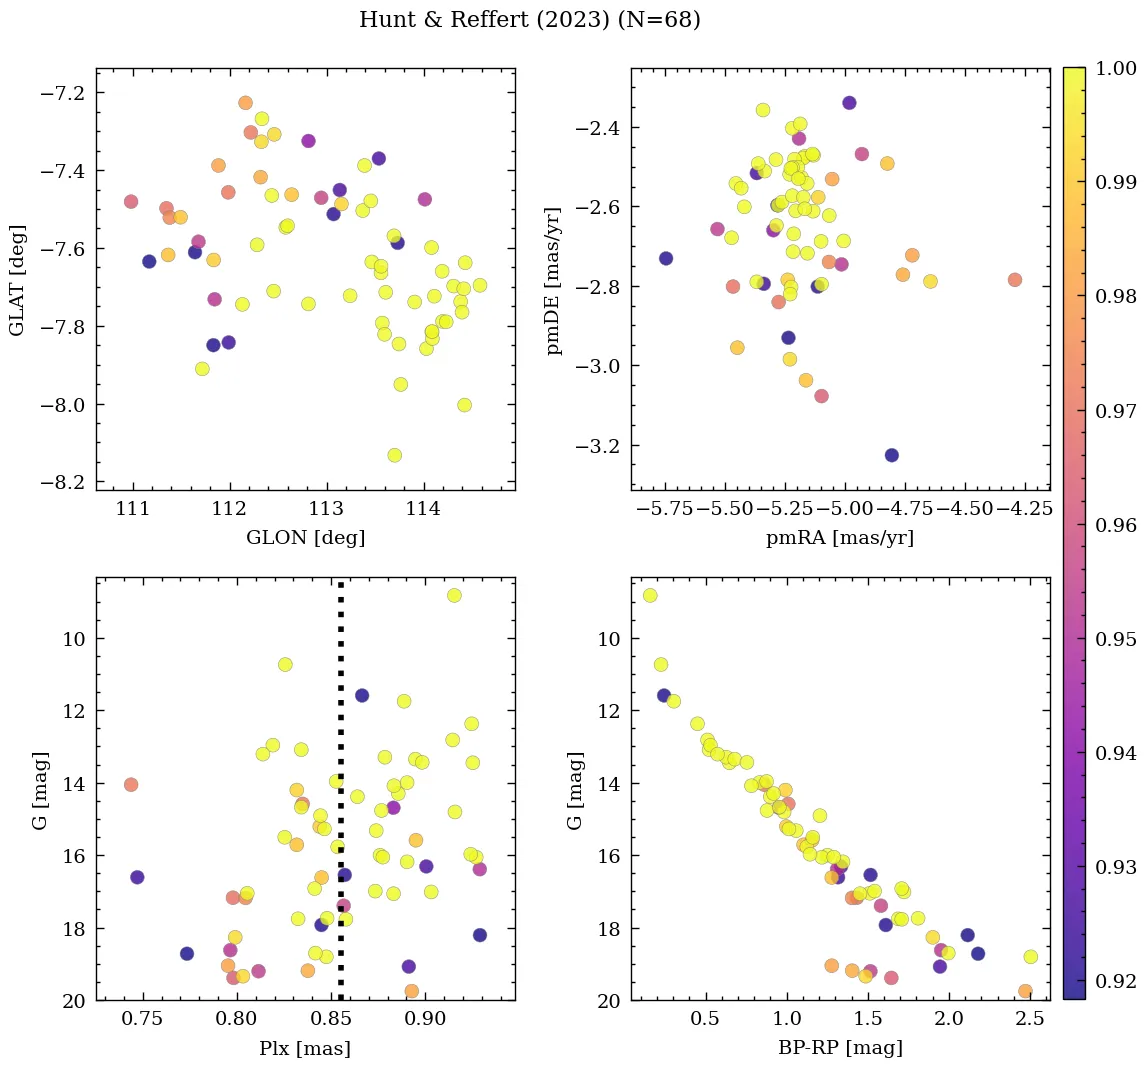 Hunt & Reffert (2023) (N=68)
−7.2
−7.4
−7.6
−7.8
−8.0
−8.2
GLAT [deg]
111 112 113 114
GLON [deg]
−2.4
−2.6
−2.8
−3.0
−3.2
pmDE [mas/yr]
−5.75 −5.50 −5.25 −5.00 −4.75 −4.50 −4.25
pmRA [mas/yr]
10
12
14
16
18
20
G [mag]
0.75 0.80 0.85 0.90
Plx [mas]
10
12
14
16
18
20
G [mag]
0.5 1.0 1.5 2.0 2.5
BP-RP [mag]
1.00
0.99
0.98
0.97
0.96
0.95
0.94
0.93
0.92